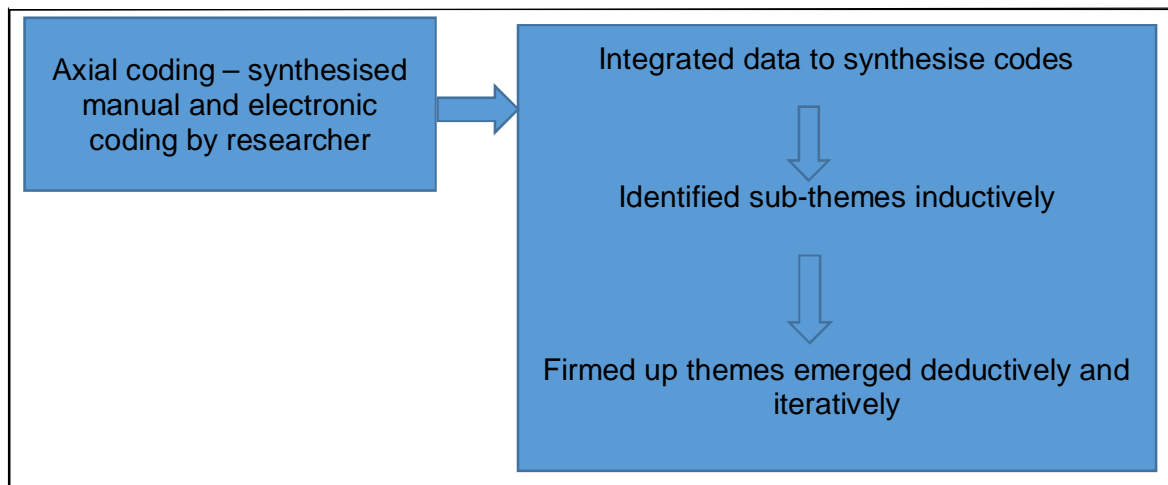 Axial coding – synthesised
manual and electronic
coding by researcher
Integrated data to synthesise codes
Identified sub-themes inductively
Firmed up themes emerged deductively and
iteratively